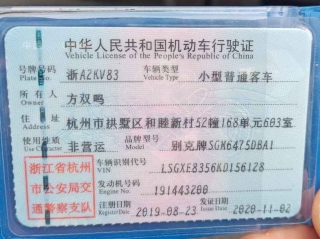 中华人民共和国机动车行驶证
Vehicle License of the People's Republic of China
号牌号码 浙A2KV83 车辆类型 小型普通客车
Plate No. Vehicle Type
所有人 方双鸣
Owner
住址 杭州市拱墅区和睦新村52幢168单元603室
Address
使用性质 非营运 品牌型号 别克牌SGM6475DBA1
Use Character Model
浙江省杭州市公安局交通警察支队
车辆识别代号 LSGXE8356KD156128
VIN
发动机号码 191443200
Engine No.
注册日期 2019-08-23 发证日期 2020-11-02
Register Date Issue Date